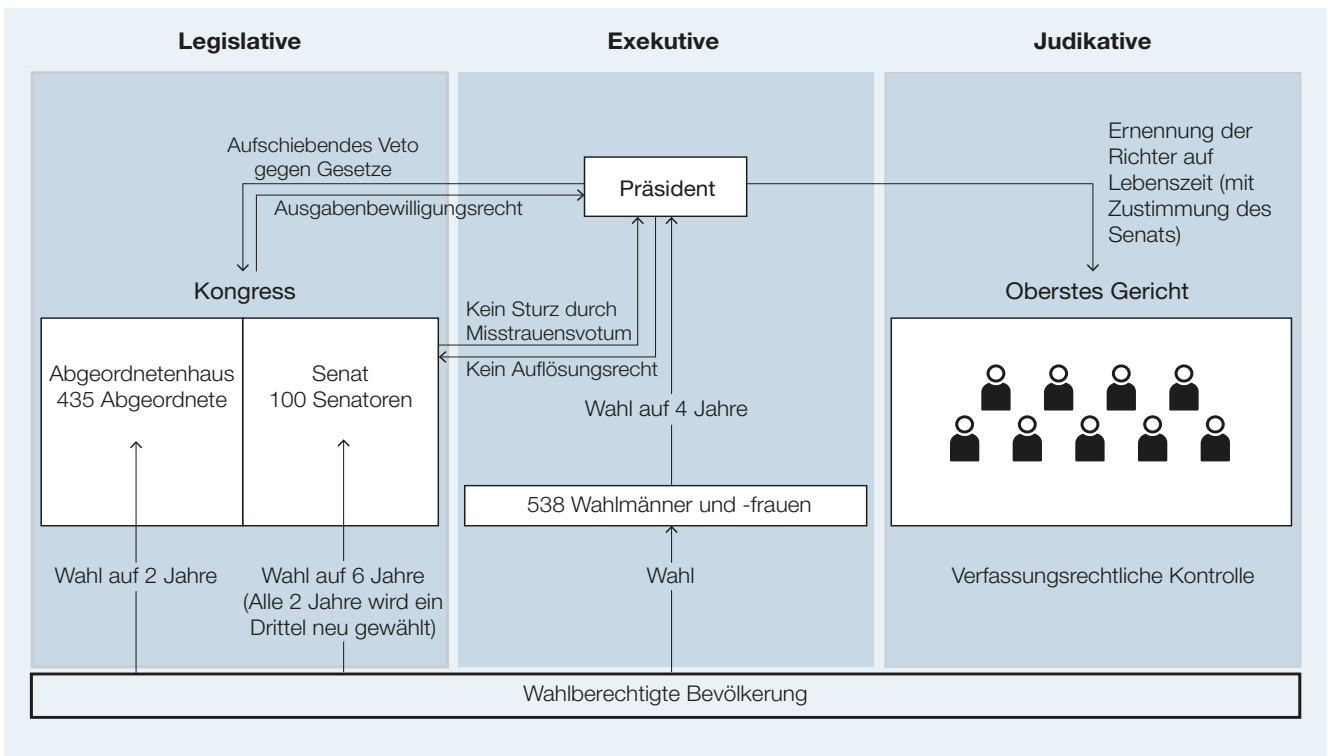 Legislative
Exekutive
Judikative
Aufschiebendes Veto
gegen Gesetze
Ausgabenbewilligungsrecht
Präsident
Ernennung der
Richter auf
Lebenszeit (mit
Zustimmung des
Senats)
Kongress
Kein Sturz durch
Misstrauensvotum
Kein Auflösungsrecht
Oberstes Gericht
Abgeordnetenhaus
435 Abgeordnete
Senat
100 Senatoren
Wahl auf 4 Jahre
538 Wahlmänner und -frauen
Wahl auf 2 Jahre
Wahl auf 6 Jahre
(Alle 2 Jahre wird ein
Drittel neu gewählt)
Wahl
Verfassungsrechtliche Kontrolle
Wahlberechtigte Bevölkerung